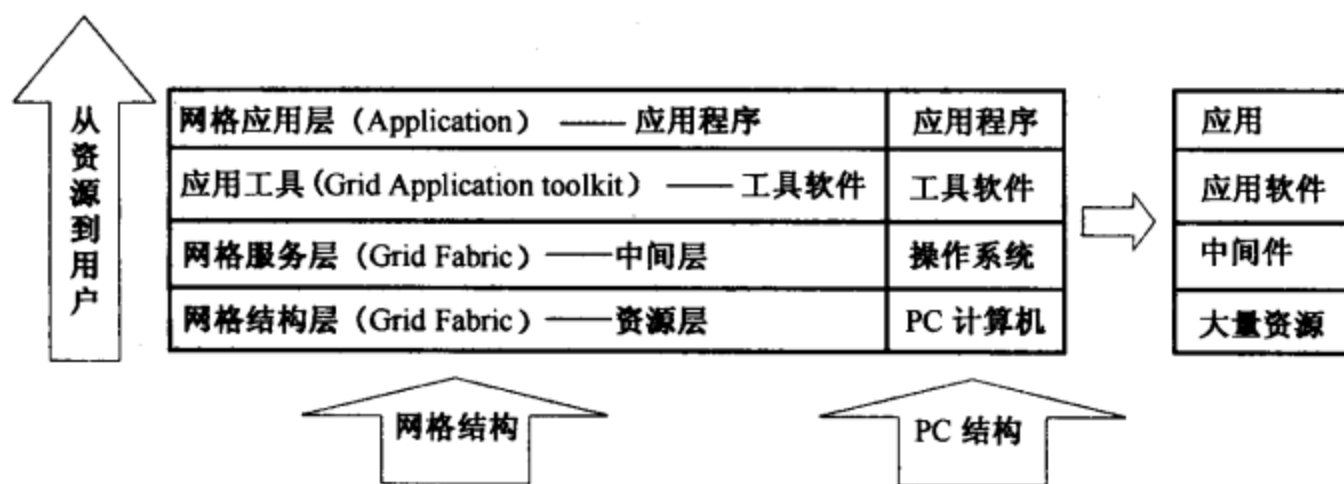 从资源到用户
网格应用层（Application） —— 应用程序 应用程序 应用
应用工具(Grid Application toolkit） —— 工具软件 工具软件 应用软件
网格服务层（Grid Fabric）——中间层 操作系统 中间件
网格结构层（Grid Fabric）——资源层 PC 计算机 大量资源
网格结构 PC 结构